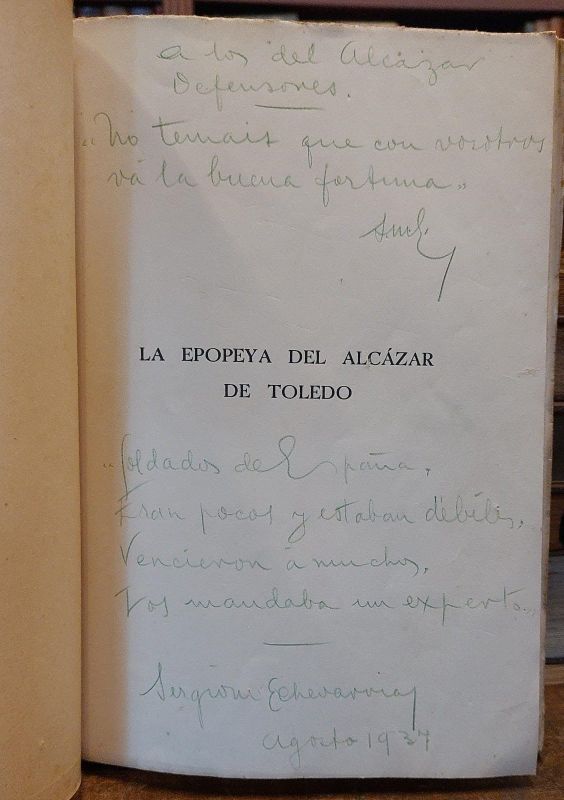 a los del Alcázar
Defensores.
"No temais que con vosotros
vá la buena fortuna"
LA EPOPEYA DEL ALCÁZAR
DE TOLEDO
"Soldados de España,
Eran pocos y estaban débiles,
Vencieron á muchos,
Los mandaba un experto...
Echevarria
Agosto 1937